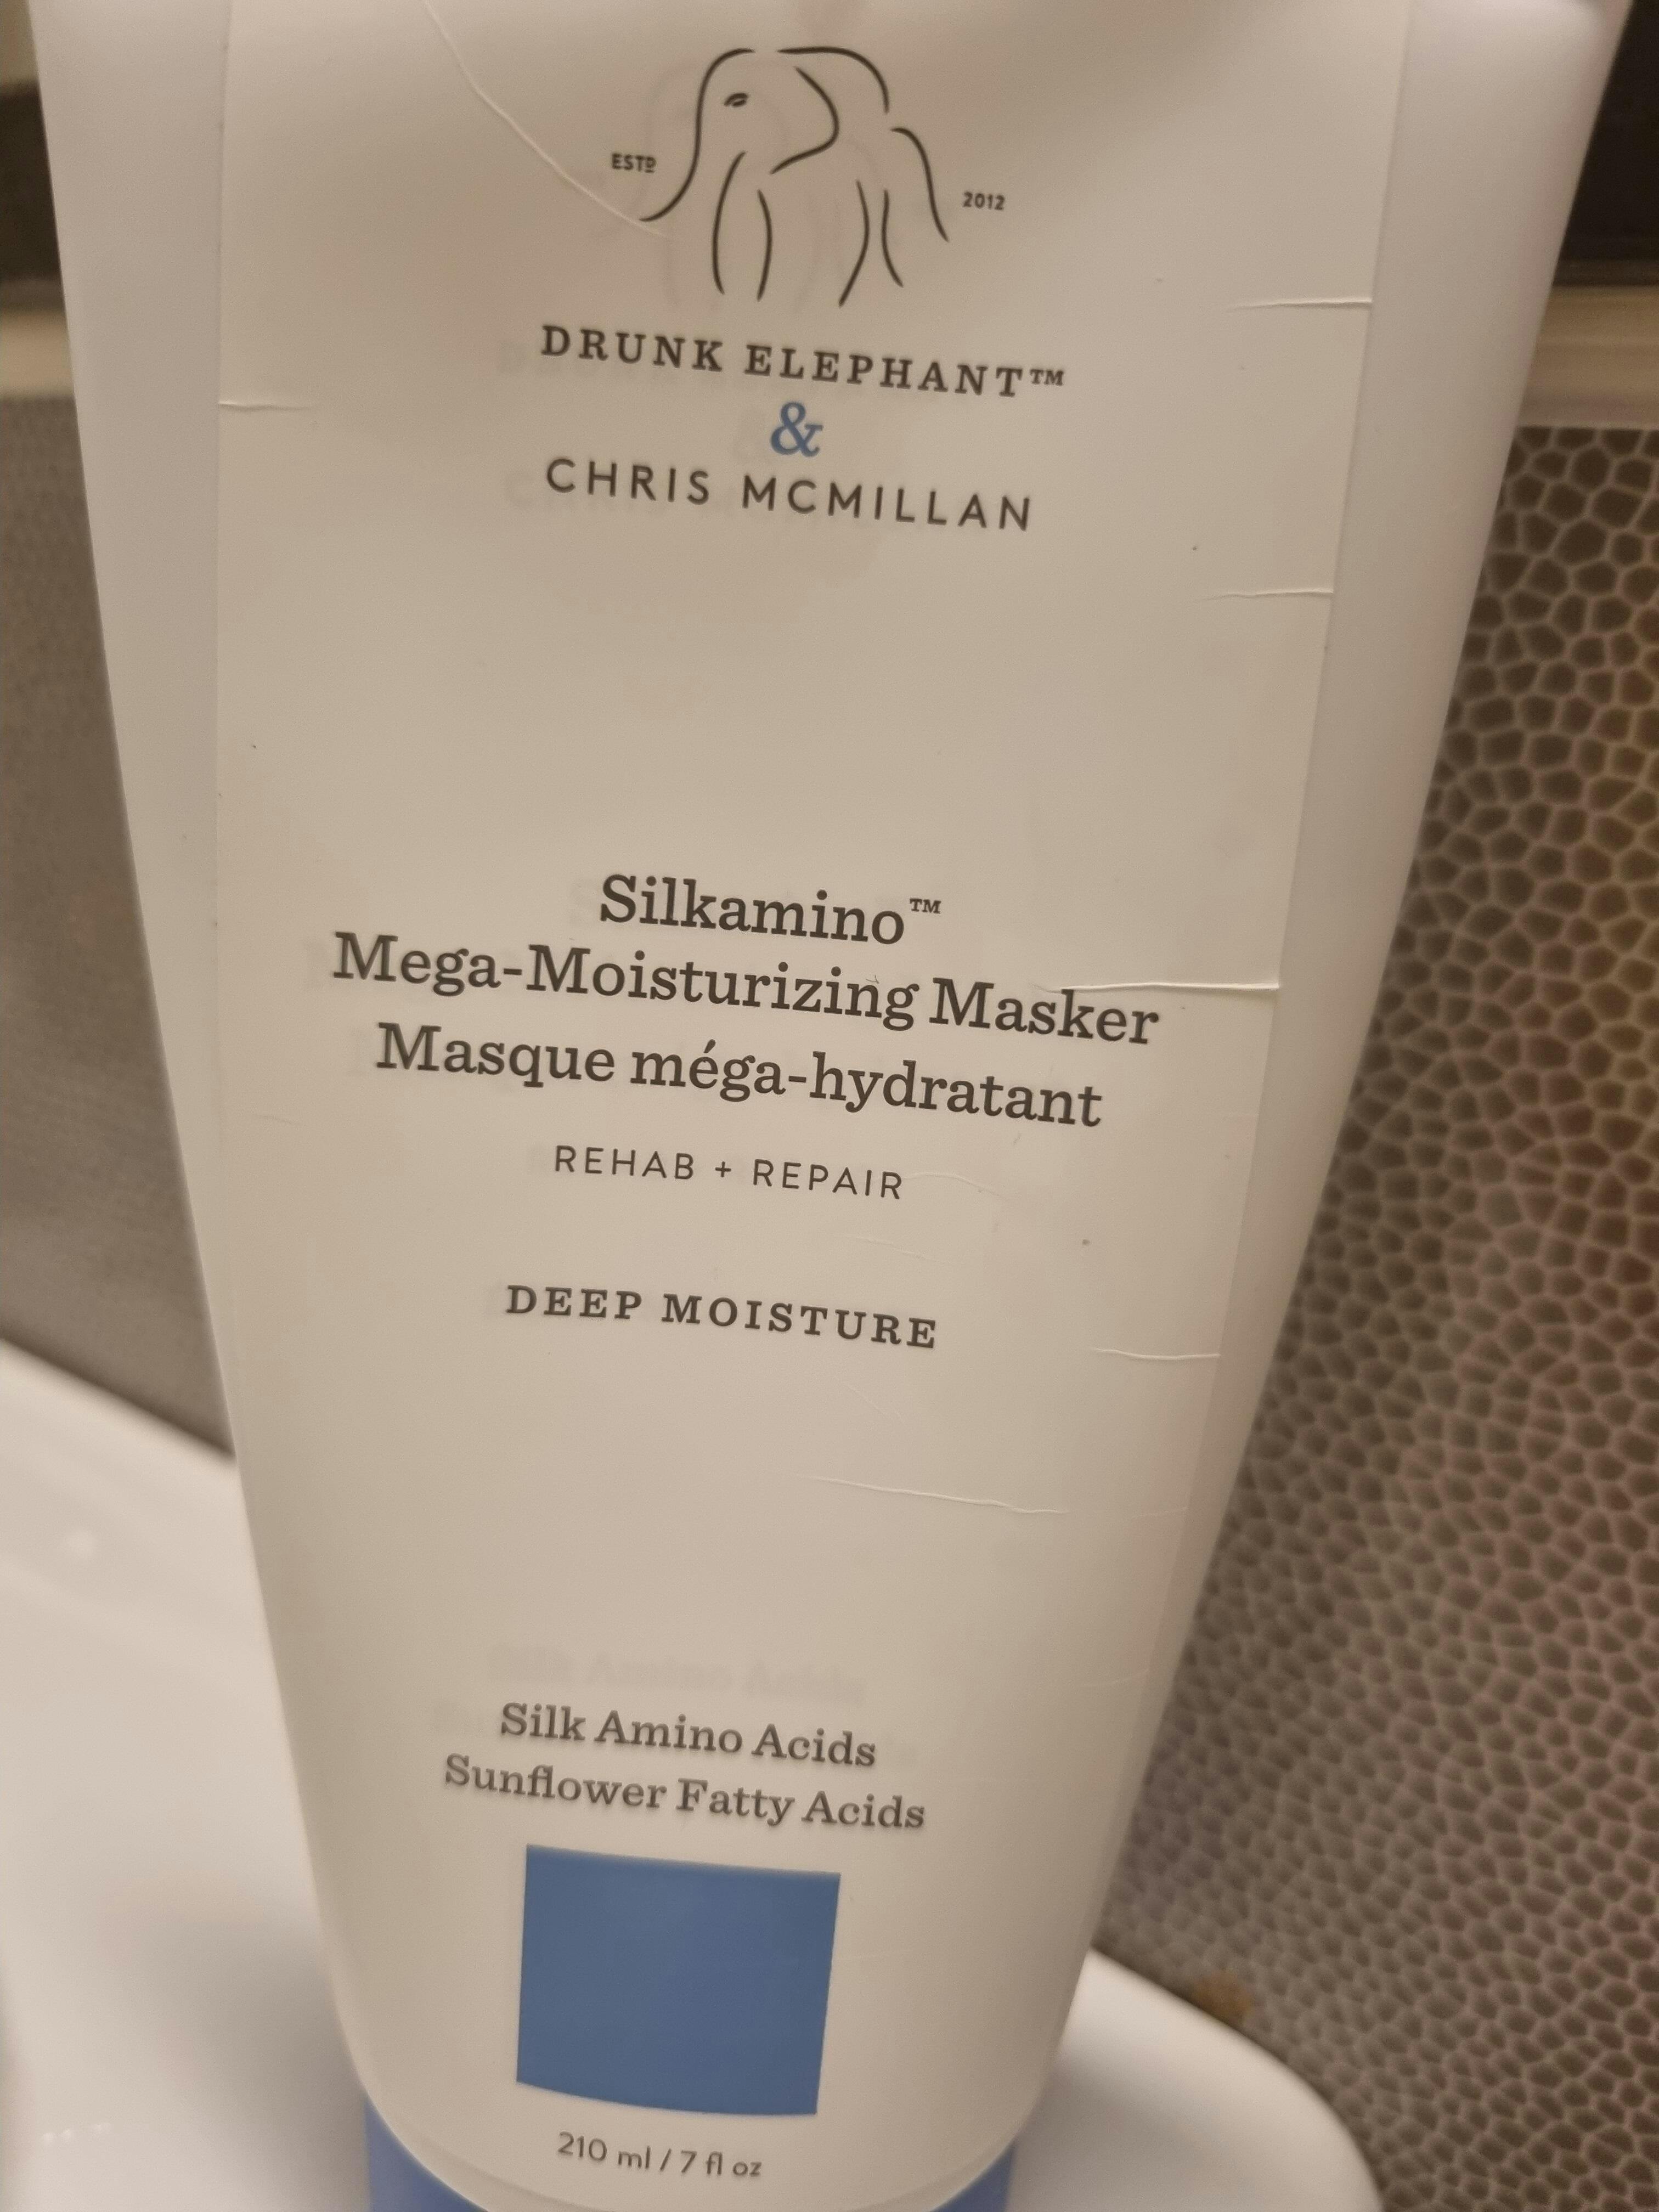 ESTD
2012
DRUNK ELEPHANT™
&
CHRIS MCMILLAN
Silkamino™
Mega-Moisturizing Masker
Masque méga-hydratant
REHAB + REPAIR
DEEP MOISTURE
Silk Amino Acids
Sunflower Fatty Acids
210 ml / 7 fl oz